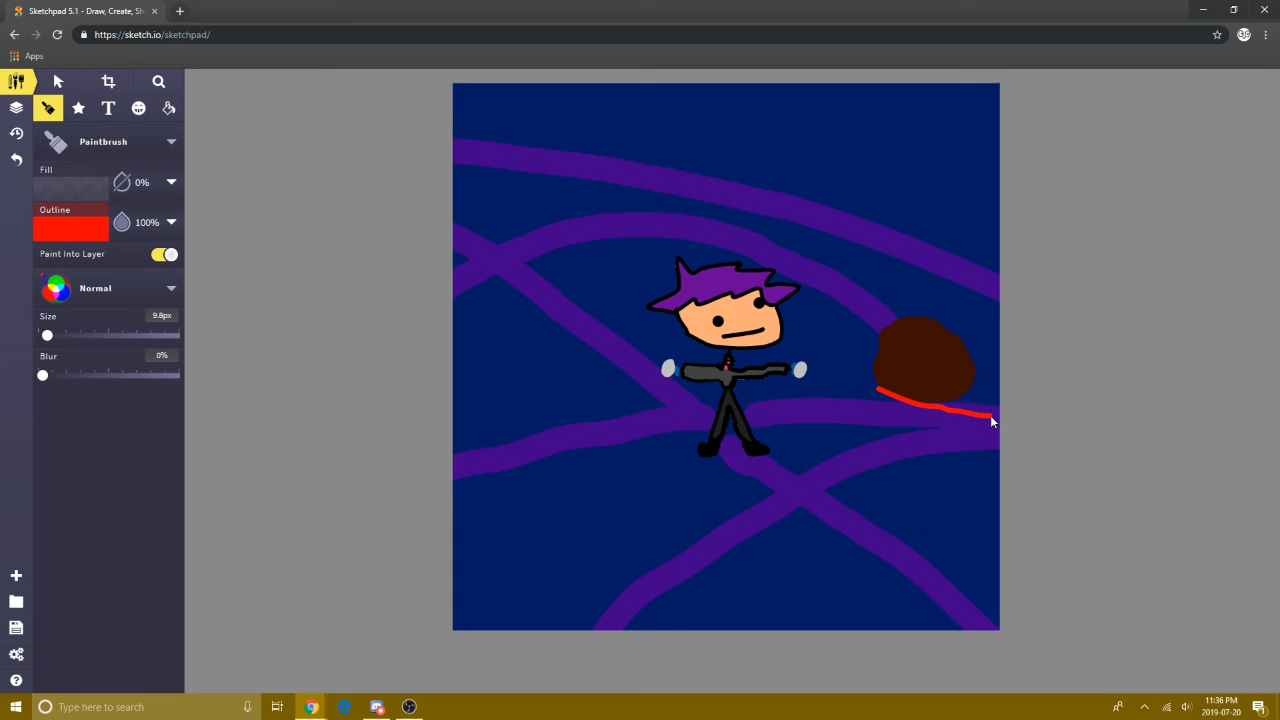 Sketchpad 5.1 - Draw, Create, Sh
https://sketch.io/sketchpad/
Apps
T
Paintbrush
Fill
0%
Outline
100%
Paint Into Layer
Normal
Size
9.8px
Blur
0%
Type here to search
11:36 PM
2019-07-20
1